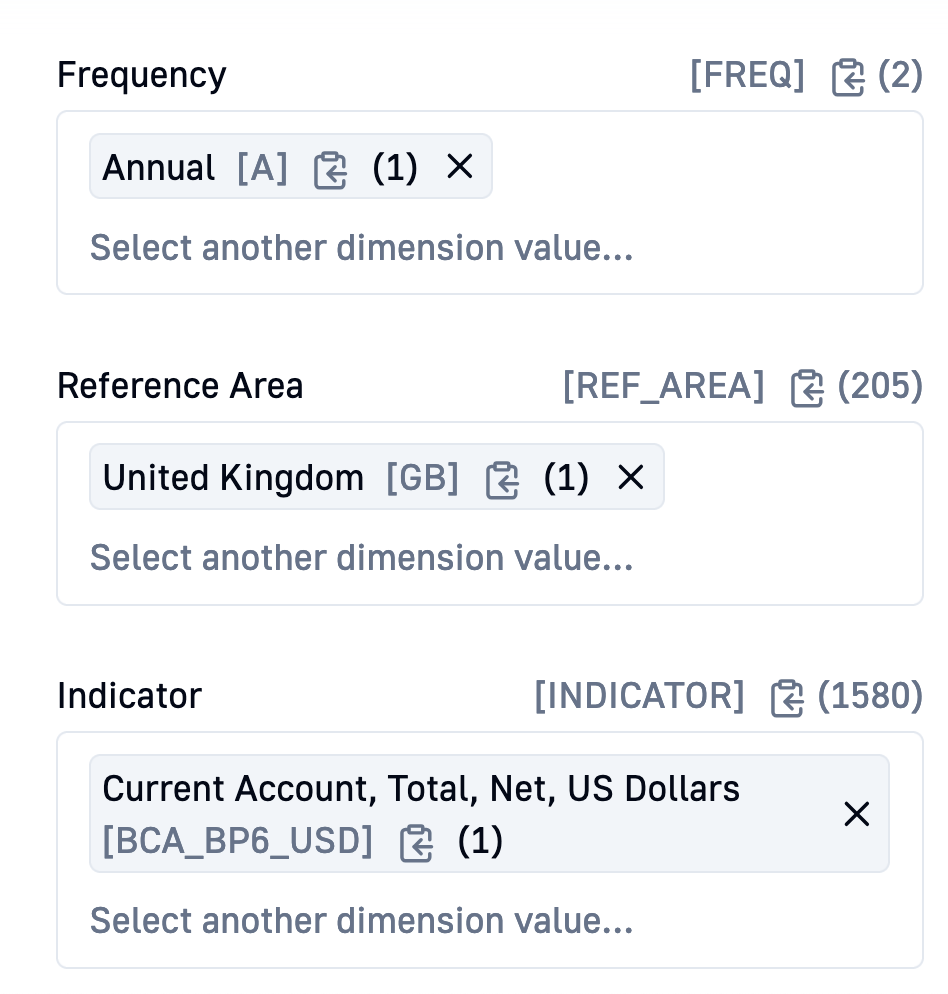 Frequency [FREQ] (2)
Annual [A] (1)
Select another dimension value...
Reference Area [REF_AREA] (205)
United Kingdom [GB] (1)
Select another dimension value...
Indicator [INDICATOR] (1580)
Current Account, Total, Net, US Dollars
[BCA_BP6_USD] (1)
Select another dimension value...